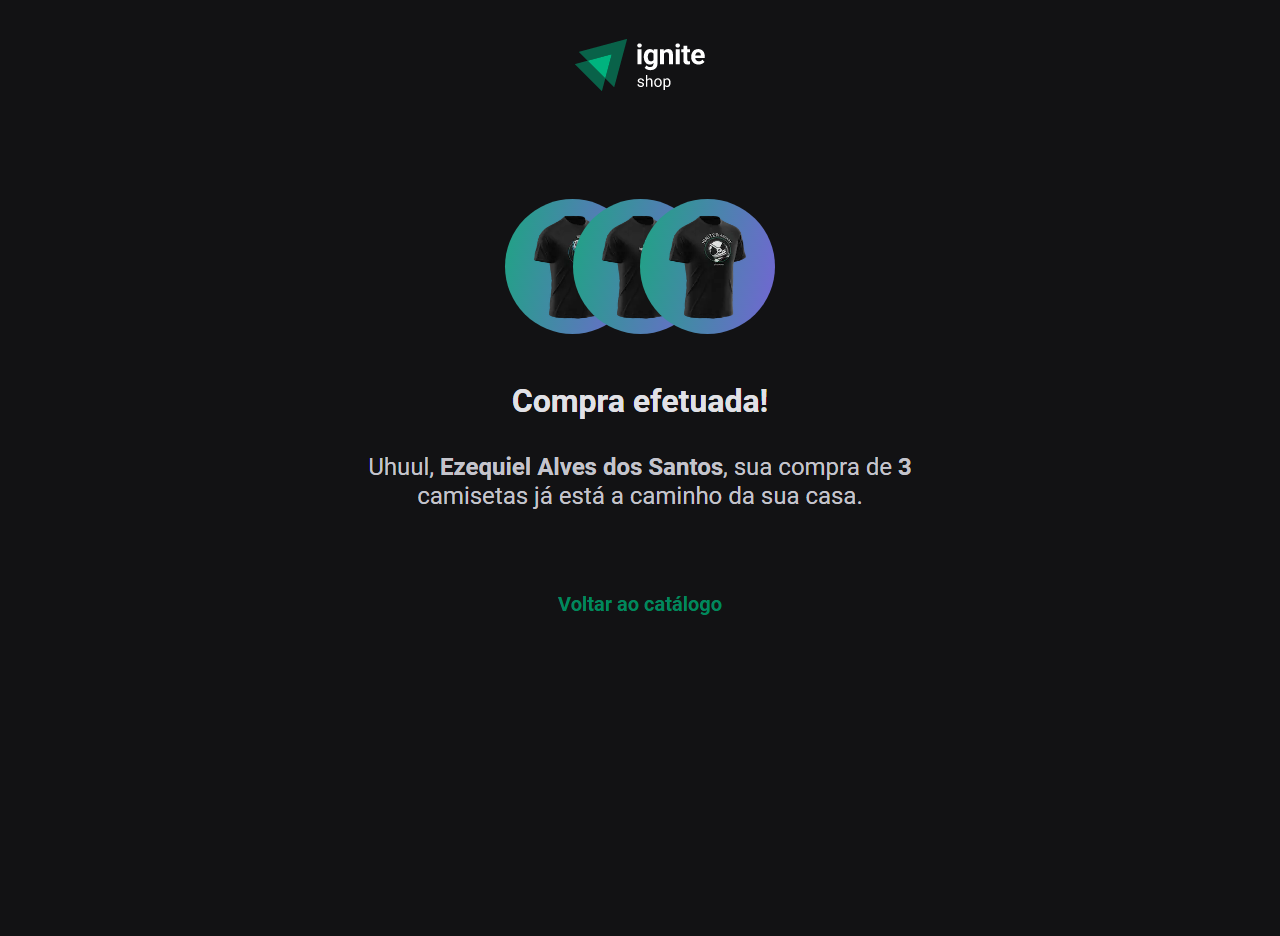 ignite
shop
Compra efetuada!
Uhuul, Ezequiel Alves dos Santos, sua compra de 3
camisetas já está a caminho da sua casa.
Voltar ao catálogo